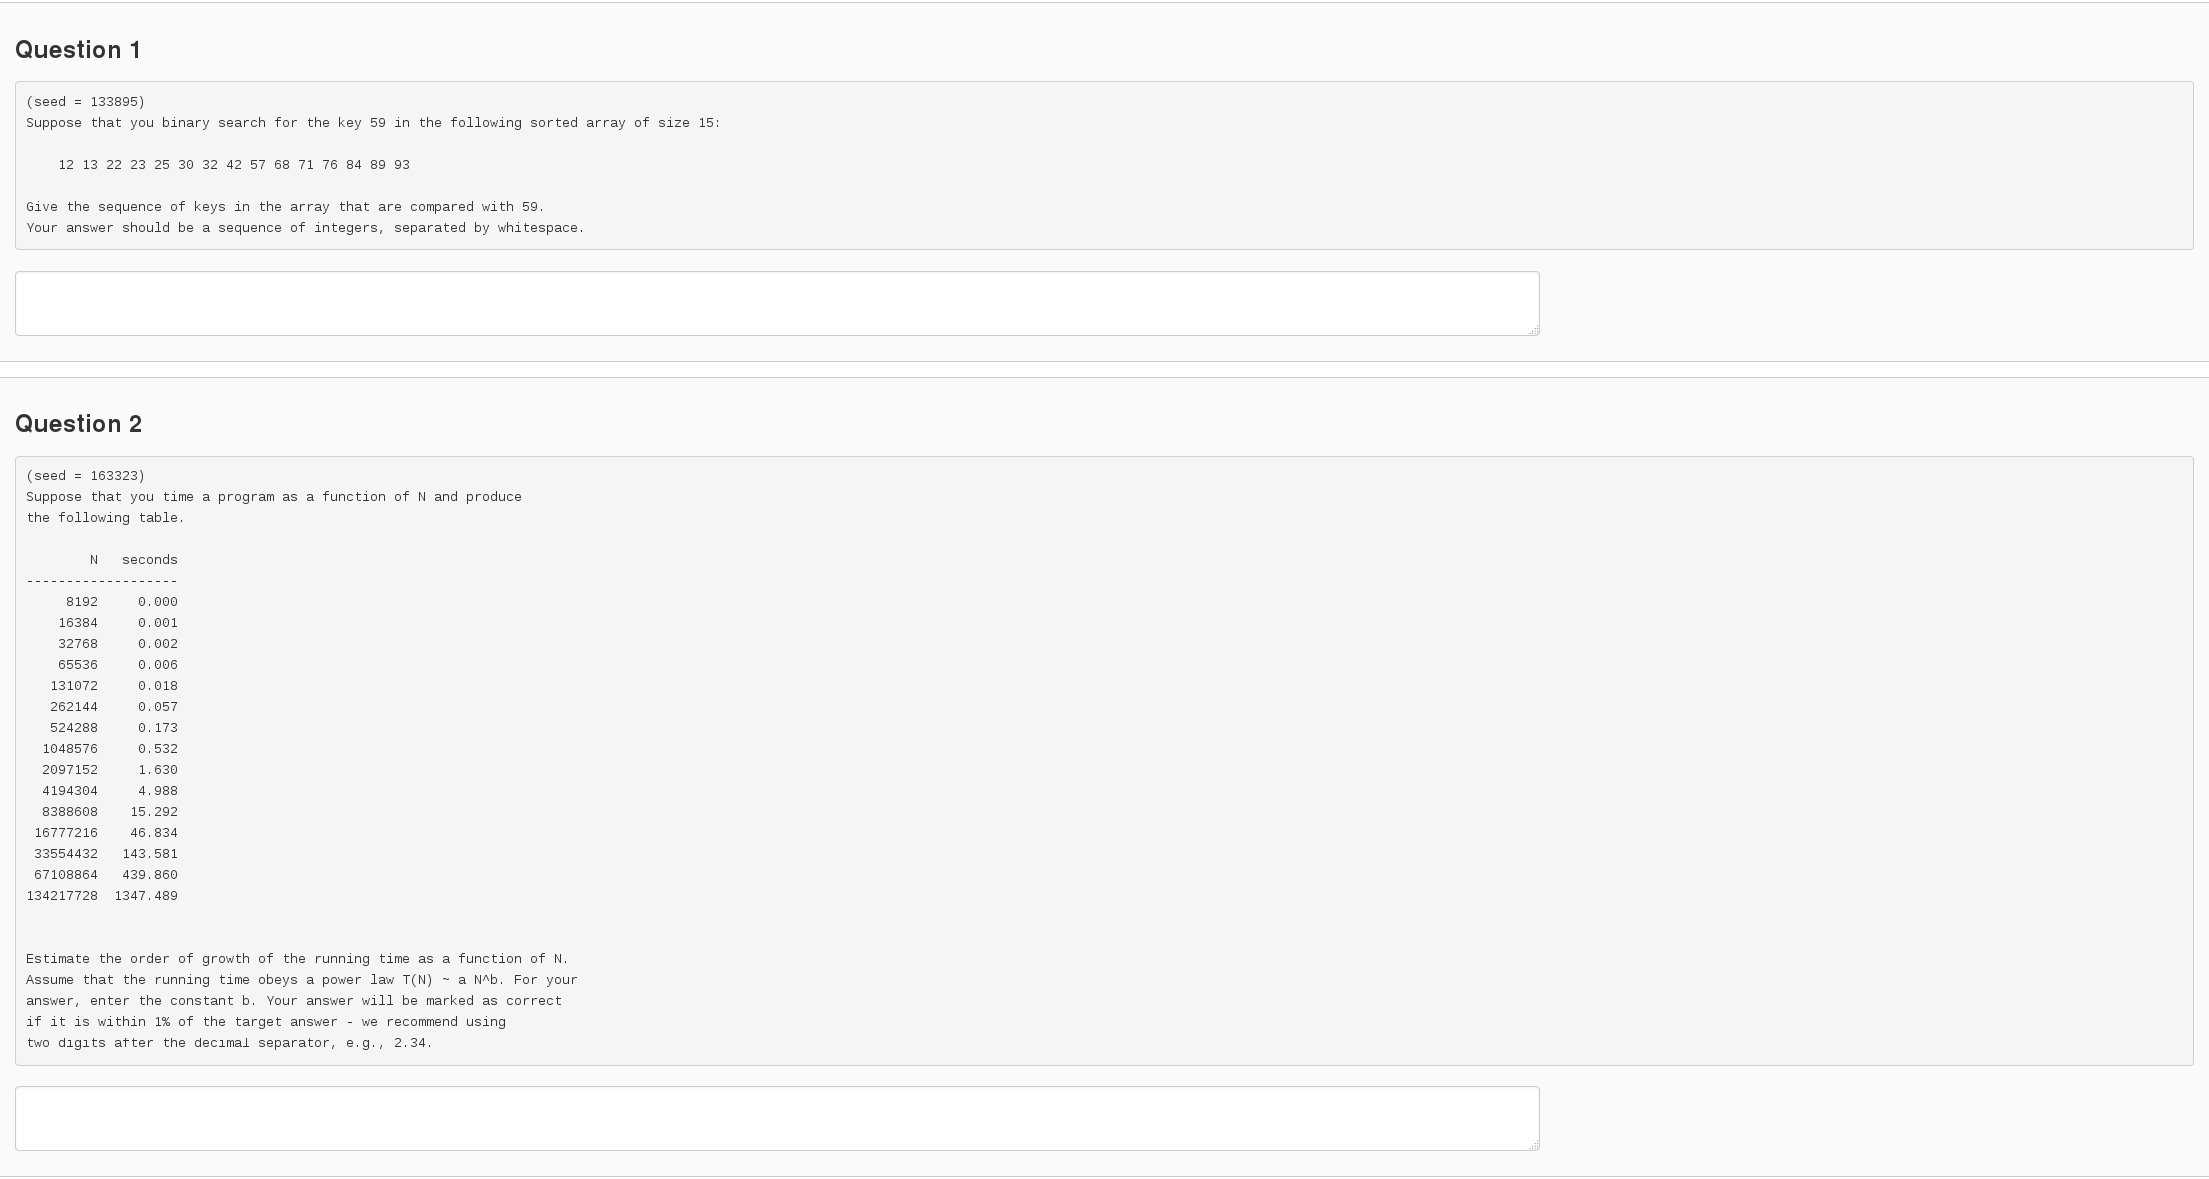 Question 1
(seed = 133895)
Suppose that you binary search for the key 59 in the following sorted array of size 15:
12 13 22 23 25 30 32 42 57 68 71 76 84 89 93
Give the sequence of keys in the array that are compared with 59.
Your answer should be a sequence of integers, separated by whitespace.
Question 2
(seed = 163323)
Suppose that you time a program as a function of N and produce
the following table.
N   seconds
-------------------
8192     0.000
16384     0.001
32768     0.002
65536     0.006
131072     0.018
262144     0.057
524288     0.173
1048576     0.532
2097152     1.630
4194304     4.988
8388608    15.292
16777216    46.834
33554432   143.581
67108864   439.860
134217728  1347.489
Estimate the order of growth of the running time as a function of N.
Assume that the running time obeys a power law T(N) ~ a N^b. For your
answer, enter the constant b. Your answer will be marked as correct
if it is within 1% of the target answer - we recommend using
two digits after the decimal separator, e.g., 2.34.